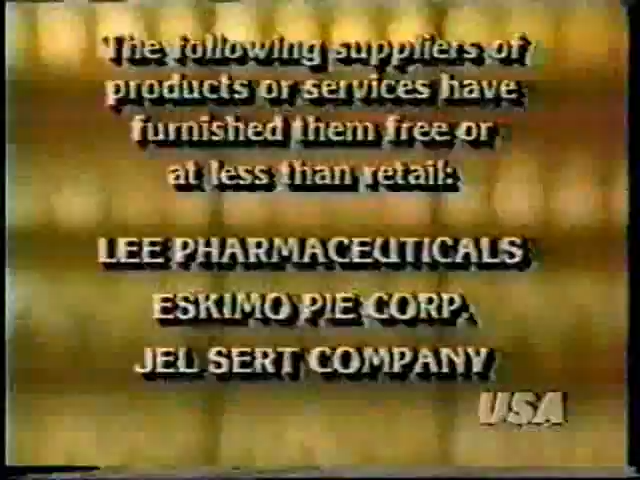 The following suppliers of
products or services have
furnished them free or
at less than retail:
LEE PHARMACEUTICALS
ESKIMO PIE CORP.
JEL SERT COMPANY
USA